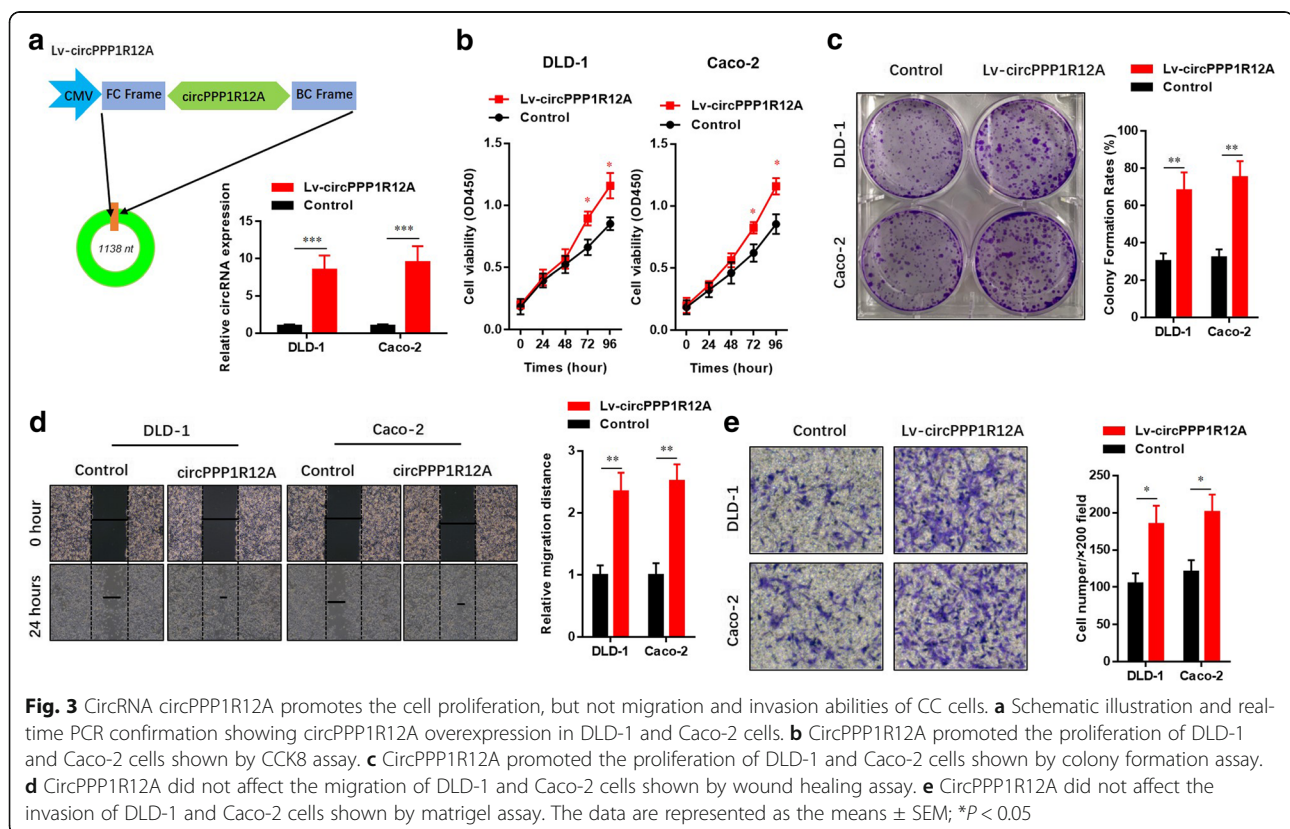 a
Lv-circPPP1R12A
CMV
FC Frame
circPPP1R12A
BC Frame
1138 nt
Lv-circPPP1R12A
Control
Relative circRNA expression
15
10
5
0
***
***
DLD-1
Caco-2
b
DLD-1
Caco-2
Lv-circPPP1R12A
Control
Cell viability (OD450)
1.5
1.0
0.5
0.0
*
*
0 24 48 72 96
Times (hour)
Lv-circPPP1R12A
Control
Cell viability (OD450)
1.5
1.0
0.5
0.0
*
*
0 24 48 72 96
Times (hour)
c
Control
Lv-circPPP1R12A
DLD-1
Caco-2
Lv-circPPP1R12A
Control
Colony Formation Rates (%)
100
80
60
40
20
0
**
**
DLD-1
Caco-2
d
DLD-1
Caco-2
Control
circPPP1R12A
Control
circPPP1R12A
0 hour
24 hours
Lv-circPPP1R12A
Control
Relative migration distance
3
2
1
0
**
**
DLD-1
Caco-2
e
Control
Lv-circPPP1R12A
DLD-1
Caco-2
Lv-circPPP1R12A
Control
Cell number/×200 field
250
200
150
100
50
0
*
*
DLD-1
Caco-2
Fig. 3 CircRNA circPPP1R12A promotes the cell proliferation, but not migration and invasion abilities of CC cells. a Schematic illustration and real-
time PCR confirmation showing circPPP1R12A overexpression in DLD-1 and Caco-2 cells. b CircPPP1R12A promoted the proliferation of DLD-1
and Caco-2 cells shown by CCK8 assay. c CircPPP1R12A promoted the proliferation of DLD-1 and Caco-2 cells shown by colony formation assay.
d CircPPP1R12A did not affect the migration of DLD-1 and Caco-2 cells shown by wound healing assay. e CircPPP1R12A did not affect the
invasion of DLD-1 and Caco-2 cells shown by matrigel assay. The data are represented as the means ± SEM; *P < 0.05